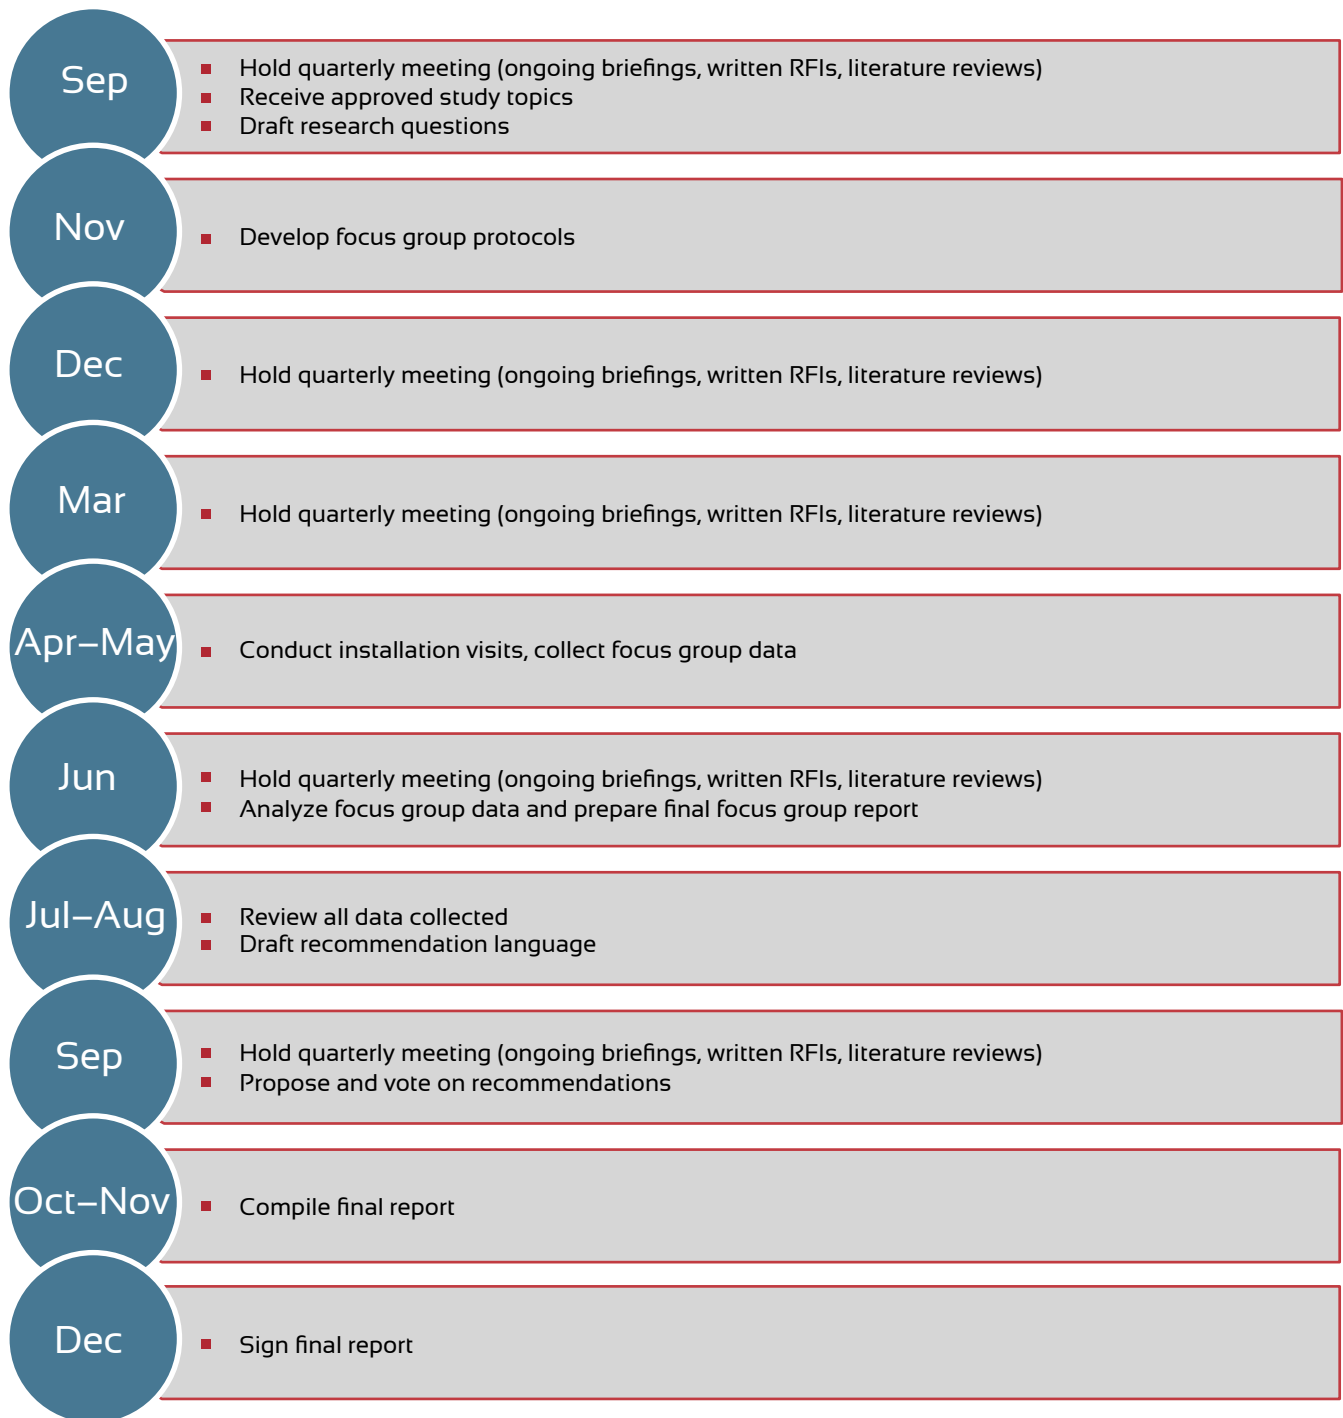 Sep
Hold quarterly meeting (ongoing briefings, written RFIs, literature reviews)
Receive approved study topics
Draft research questions
Nov
Develop focus group protocols
Dec
Hold quarterly meeting (ongoing briefings, written RFIs, literature reviews)
Mar
Hold quarterly meeting (ongoing briefings, written RFIs, literature reviews)
Apr–May
Conduct installation visits, collect focus group data
Jun
Hold quarterly meeting (ongoing briefings, written RFIs, literature reviews)
Analyze focus group data and prepare final focus group report
Jul–Aug
Review all data collected
Draft recommendation language
Sep
Hold quarterly meeting (ongoing briefings, written RFIs, literature reviews)
Propose and vote on recommendations
Oct–Nov
Compile final report
Dec
Sign final report